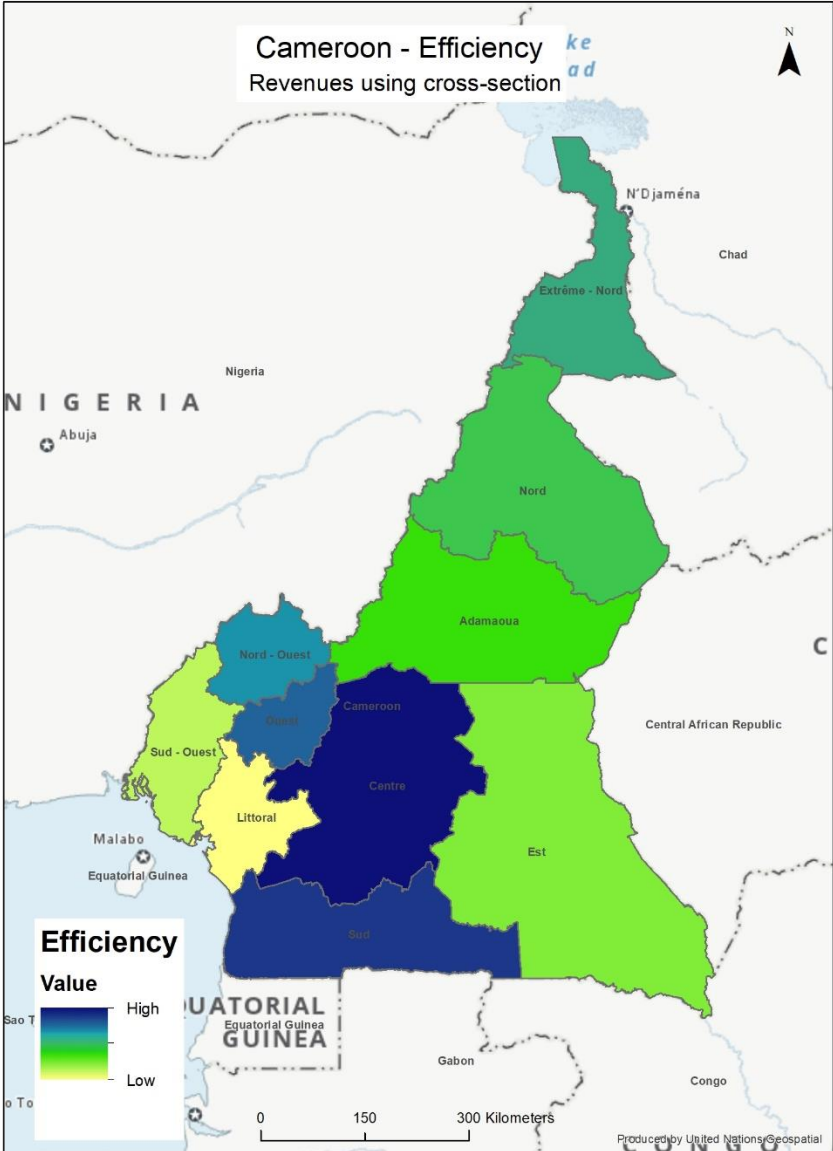 Cameroon - Efficiency
Revenues using cross-section
ke
ad
N
N'Djaména
Chad
Extrême - Nord
Nigeria
NIGERIA
Abuja
Nord
Adamaoua
C
Nord - Ouest
Ouest
Cameroon
Central African Republic
Sud - Ouest
Centre
Littoral
Malabo
Est
Equatorial Guinea
Sud
Efficiency
Value
High
Low
Sao T
o To
QUATORIAL
Equatorial Guinea
GUINEA
Gabon
Congo
0 150 300 Kilometers
Produced by United Nations Geospatial
CONGO